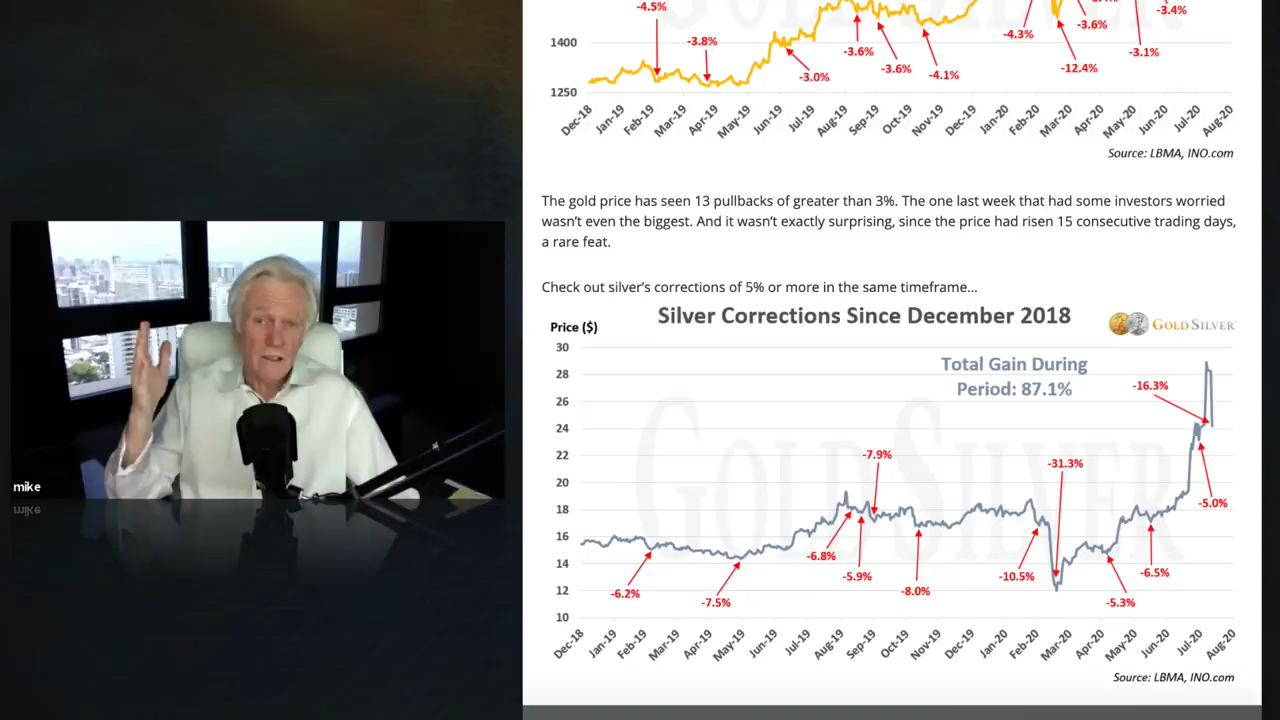 -4.5%
-3.4%
-3.6%
-4.3%
1400
-3.8%
-3.6%
-3.1%
-3.6%
-12.4%
-3.0%
-4.1%
1250
Dec-18 Jan-19 Feb-19 Mar-19 Apr-19 May-19 Jun-19 Jul-19 Aug-19 Sep-19 Oct-19 Nov-19 Dec-19 Jan-20 Feb-20 Mar-20 Apr-20 May-20 Jun-20 Jul-20 Aug-20
Source: LBMA, INO.com
The gold price has seen 13 pullbacks of greater than 3%. The one last week that had some investors worried
wasn’t even the biggest. And it wasn’t exactly surprising, since the price had risen 15 consecutive trading days,
a rare feat.
Check out silver’s corrections of 5% or more in the same timeframe...
Silver Corrections Since December 2018
GOLDSILVER
Price ($)
30
Total Gain During
Period: 87.1%
28
-16.3%
26
24
22
-7.9%
-31.3%
20
-5.0%
18
16
-6.8%
14
-5.9%
-10.5%
-6.5%
12
-6.2%
-7.5%
-8.0%
-5.3%
10
Dec-18 Jan-19 Feb-19 Mar-19 Apr-19 May-19 Jun-19 Jul-19 Aug-19 Sep-19 Oct-19 Nov-19 Dec-19 Jan-20 Feb-20 Mar-20 Apr-20 May-20 Jun-20 Jul-20 Aug-20
Source: LBMA, INO.com
GOLDSILVER
mike